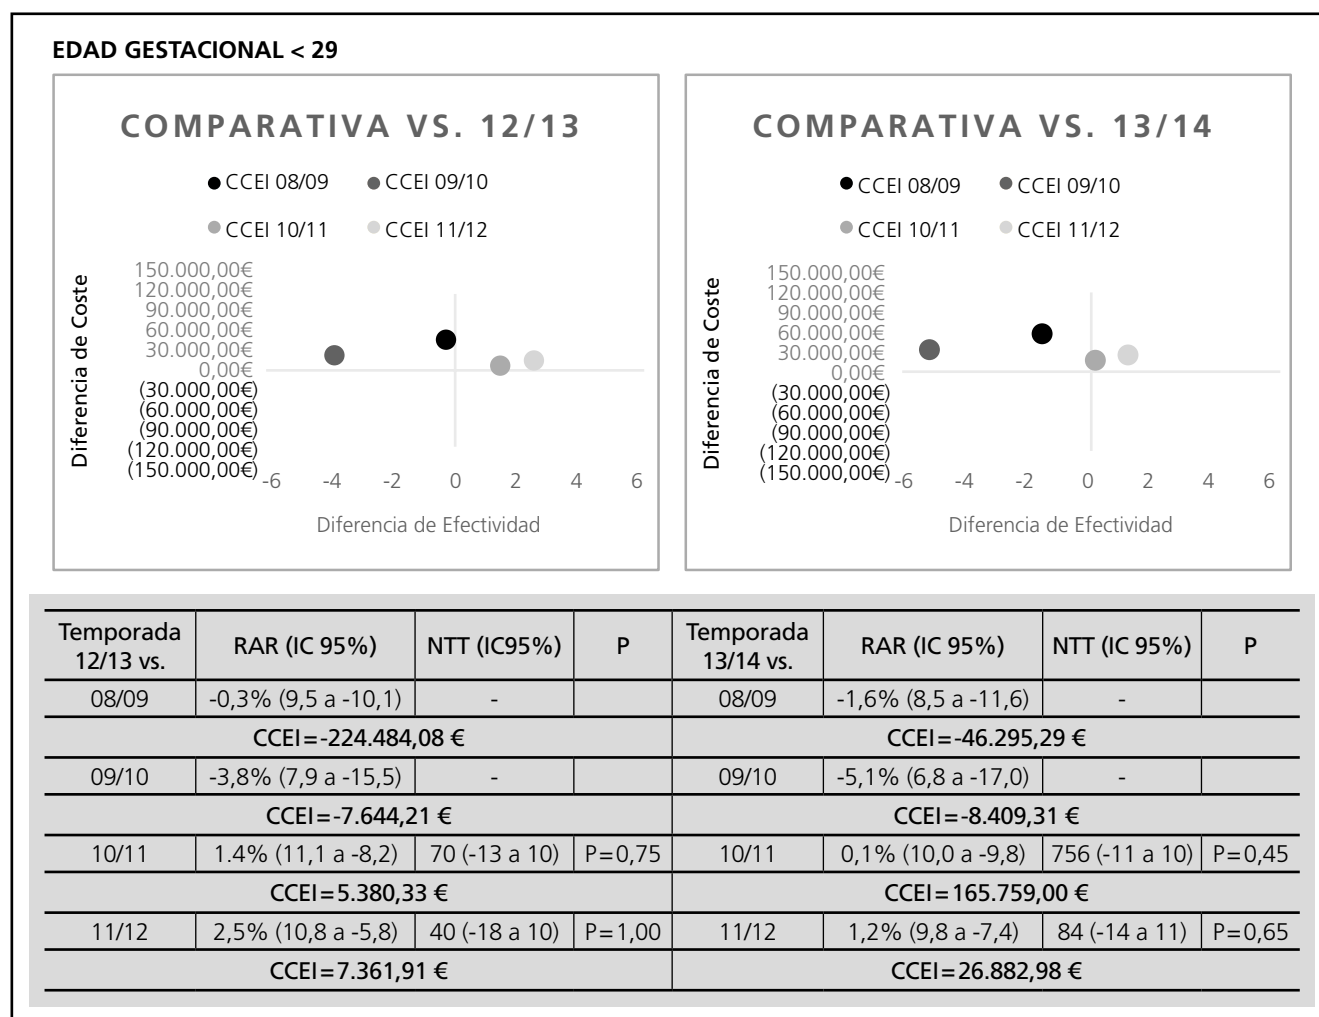 EDAD GESTACIONAL < 29
COMPARATIVA VS. 12/13
CCEI 08/09 CCEI 09/10
CCEI 10/11 CCEI 11/12
Diferencia de Coste
150.000,00€
120.000,00€
90.000,00€
60.000,00€
30.000,00€
0,00€
(30.000,00€)
(60.000,00€)
(90.000,00€)
(120.000,00€)
(150.000,00€)
-6 -4 -2 0 2 4 6
Diferencia de Efectividad
COMPARATIVA VS. 13/14
CCEI 08/09 CCEI 09/10
CCEI 10/11 CCEI 11/12
Diferencia de Coste
150.000,00€
120.000,00€
90.000,00€
60.000,00€
30.000,00€
0,00€
(30.000,00€)
(60.000,00€)
(90.000,00€)
(120.000,00€)
(150.000,00€)
-6 -4 -2 0 2 4 6
Diferencia de Efectividad
Temporada 12/13 vs. RAR (IC 95%) NTT (IC95%) P Temporada 13/14 vs. RAR (IC 95%) NTT (IC 95%) P
08/09 -0,3% (9,5 a -10,1) - 08/09 -1,6% (8,5 a -11,6) -
CCEI=-224.484,08 € CCEI=-46.295,29 €
09/10 -3,8% (7,9 a -15,5) - 09/10 -5,1% (6,8 a -17,0) -
CCEI=-7.644,21 € CCEI=-8.409,31 €
10/11 1.4% (11,1 a -8,2) 70 (-13 a 10) P=0,75 10/11 0,1% (10,0 a -9,8) 756 (-11 a 10) P=0,45
CCEI=5.380,33 € CCEI=165.759,00 €
11/12 2,5% (10,8 a -5,8) 40 (-18 a 10) P=1,00 11/12 1,2% (9,8 a -7,4) 84 (-14 a 11) P=0,65
CCEI=7.361,91 € CCEI=26.882,98 €